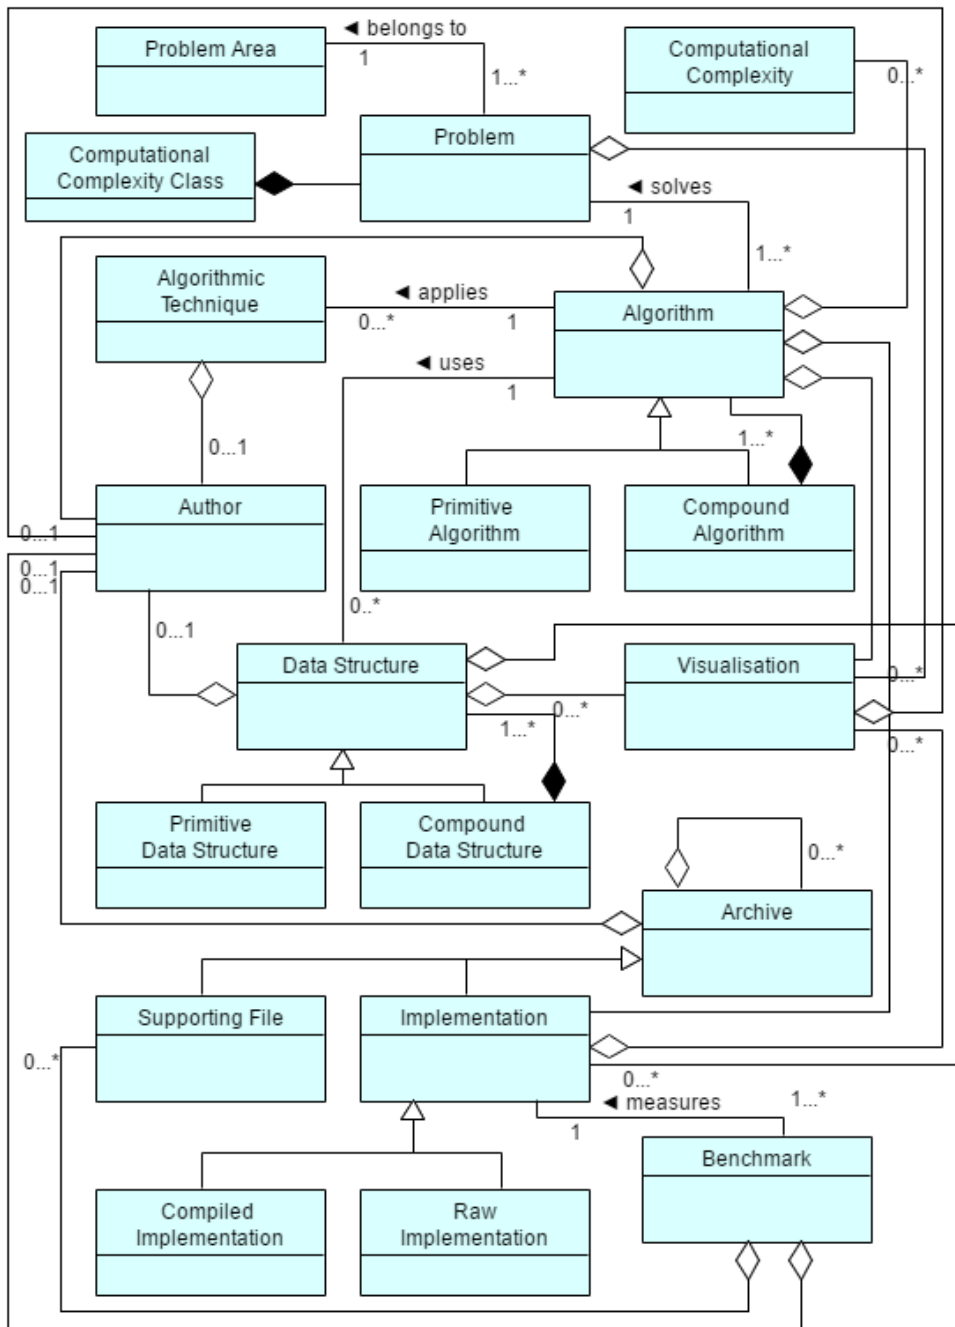 ◄ belongs to
Problem Area
1
1...*
Computational
Complexity
0...*
Problem
Computational
Complexity Class
◄ solves
1
1...*
Algorithmic
Technique
◄ applies
0...*
1
Algorithm
◄ uses
1
0...1
1...*
Author
0...1
0...1
0...1
Primitive
Algorithm
Compound
Algorithm
0..*
0...1
Data Structure
Visualisation
0...*
0...*
1...*
0...*
Primitive
Data Structure
Compound
Data Structure
0...*
Archive
Supporting File
Implementation
0...*
0...*
◄ measures
1...*
1
Benchmark
Compiled
Implementation
Raw
Implementation